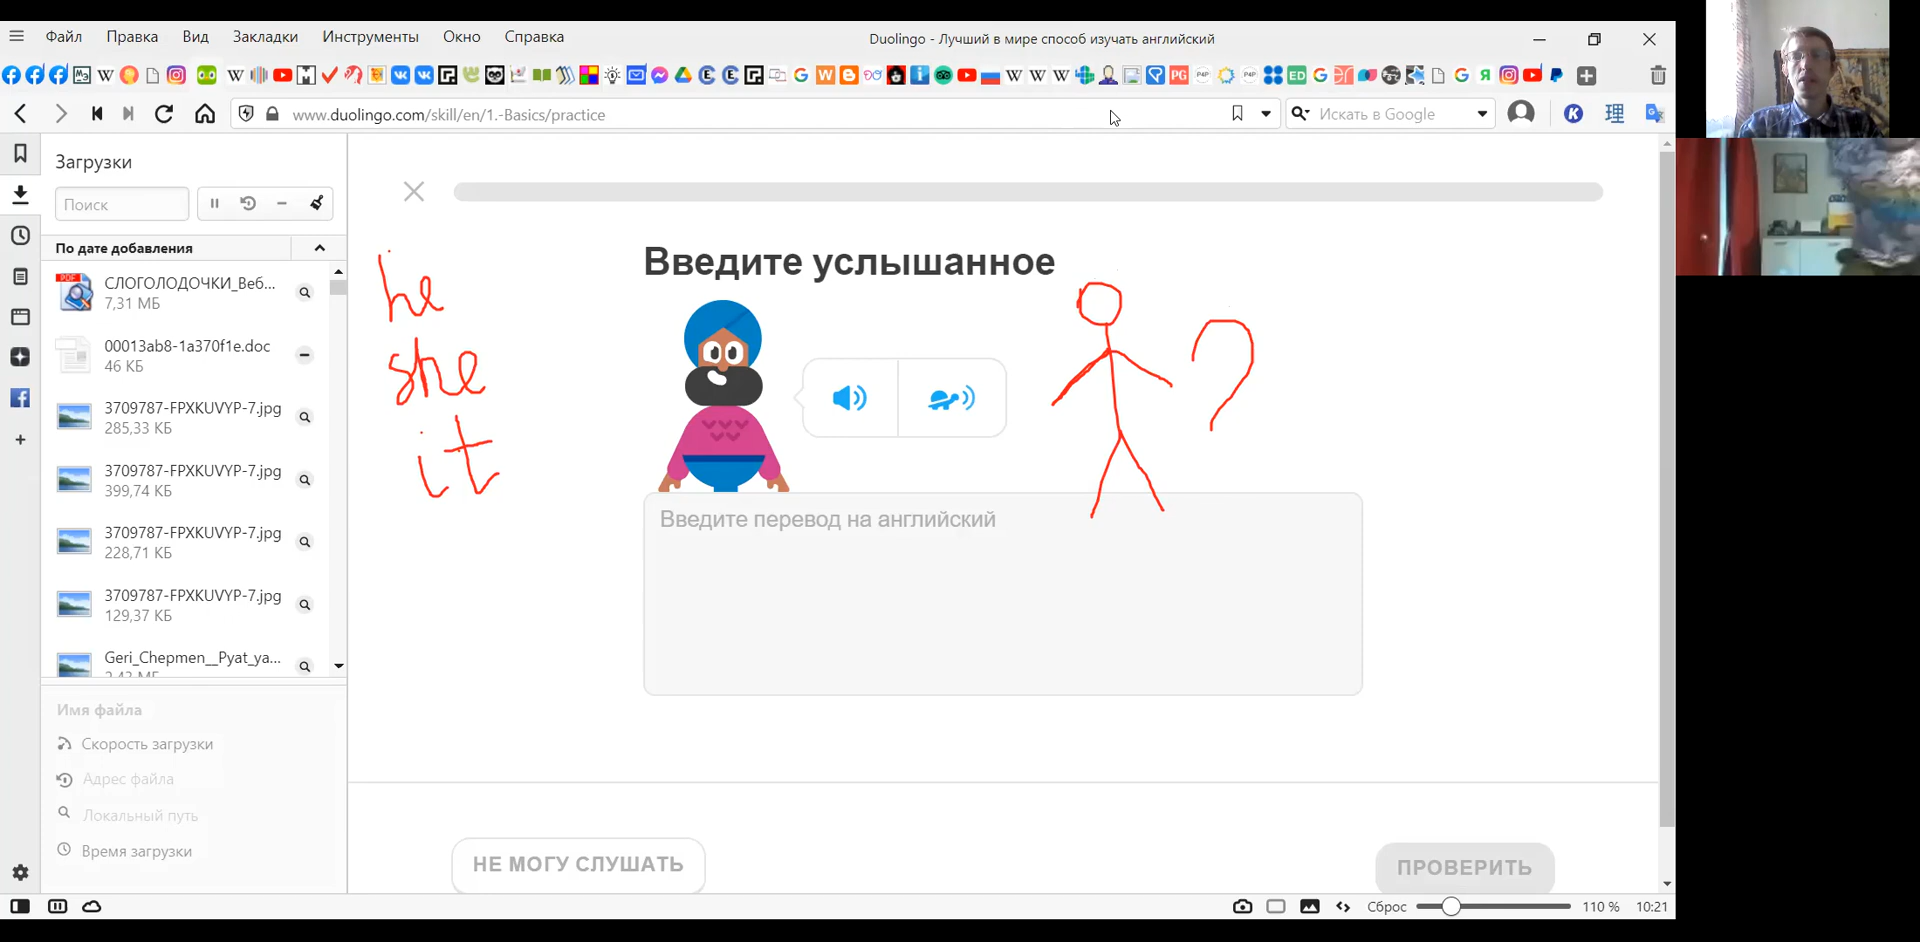 Файл Правка Вид Закладки Инструменты Окно Справка
Duolingo - Лучший в мире способ изучать английский
www.duolingo.com/skill/en/1.-Basics/practice
Искать в Google
Загрузки
Поиск
По дате добавления
СЛОГОЛОДОЧКИ_Веб...
7,31 МБ
00013ab8-1a370f1e.doc
46 КБ
3709787-FPXKUVYP-7.jpg
285,33 КБ
3709787-FPXKUVYP-7.jpg
399,74 КБ
3709787-FPXKUVYP-7.jpg
228,71 КБ
3709787-FPXKUVYP-7.jpg
129,37 КБ
Geri_Chepmen__Pyat_ya...
Имя файла
Скорость загрузки
Адрес файла
Локальный путь
Время загрузки
he
she
it
Введите услышанное
?
Введите перевод на английский
НЕ МОГУ СЛУШАТЬ
ПРОВЕРИТЬ
Сброс 110 % 10:21